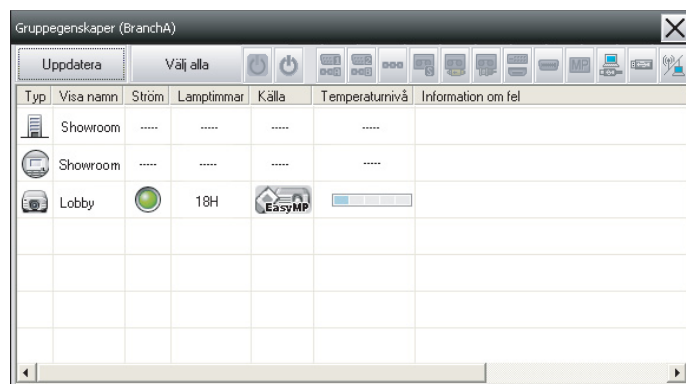 Gruppegenskaper (BranchA)
Uppdatera Välj alla MP
Typ Visa namn Ström Lamptimmar Källa Temperaturnivå Information om fel
Showroom ----- ----- ----- -----
Showroom ----- ----- ----- -----
Lobby 18H EasyMP